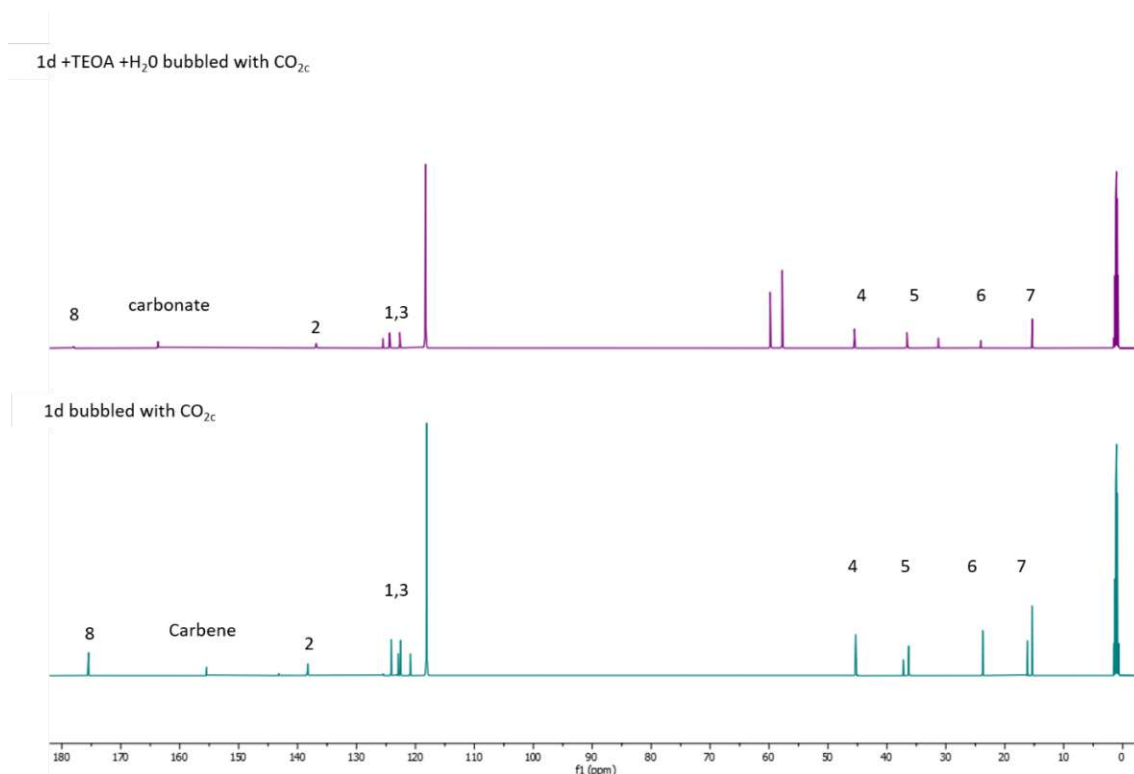 1d +TEOA +H₂0 bubbled with CO₂c
8 carbonate 2 1,3 4 5 6 7
1d bubbled with CO₂c
8 Carbene 2 1,3 4 5 6 7
180 170 160 150 140 130 120 110 100 90 80 70 60 50 40 30 20 10 0
f1 (ppm)